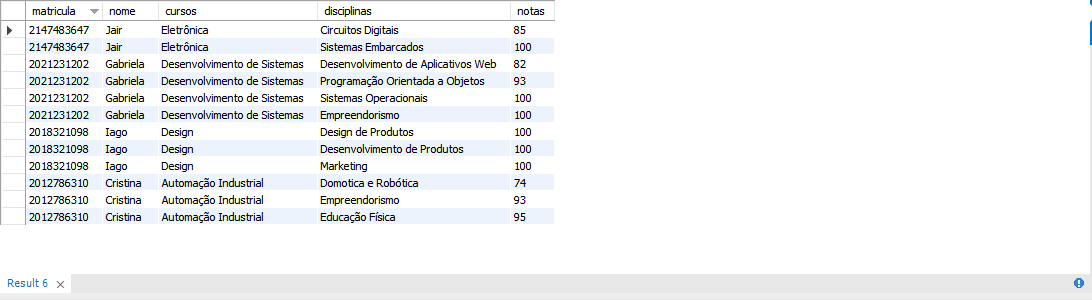 matricula nome cursos disciplinas notas
2147483647 Jair Eletrônica Circuitos Digitais 85
2147483647 Jair Eletrônica Sistemas Embarcados 100
2021231202 Gabriela Desenvolvimento de Sistemas Desenvolvimento de Aplicativos Web 82
2021231202 Gabriela Desenvolvimento de Sistemas Programação Orientada a Objetos 93
2021231202 Gabriela Desenvolvimento de Sistemas Sistemas Operacionais 100
2021231202 Gabriela Desenvolvimento de Sistemas Empreendorismo 100
2018321098 Iago Design Design de Produtos 100
2018321098 Iago Design Desenvolvimento de Produtos 100
2018321098 Iago Design Marketing 100
2012786310 Cristina Automação Industrial Domotica e Robótica 74
2012786310 Cristina Automação Industrial Empreendorismo 93
2012786310 Cristina Automação Industrial Educação Física 95
Result 6